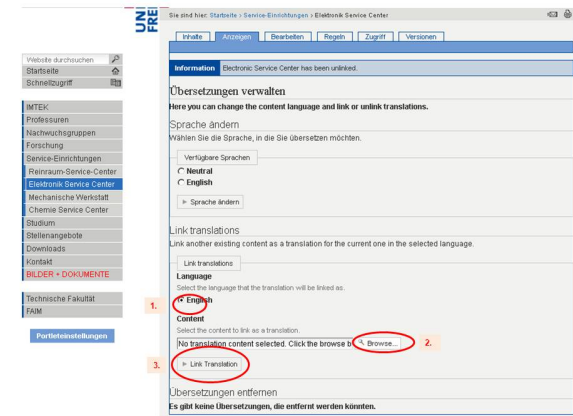 UNI
FRE
Sie sind hier: Startseite › Service-Einrichtungen › Elektronik Service Center
Inhalte Anzeigen Bearbeiten Regeln Zugriff Versionen
Website durchsuchen
Startseite
Schnellzugriff
IMTEK
Professuren
Nachwuchsgruppen
Forschung
Service-Einrichtungen
Reinraum-Service-Center
Elektronik Service Center
Mechanische Werkstatt
Chemie Service Center
Studium
Stellenangebote
Downloads
Kontakt
BILDER + DOKUMENTE
Technische Fakultät
FAIM
Portleteinstellungen
Information Electronic Service Center has been unlinked.
Übersetzungen verwalten
Here you can change the content language and link or unlink translations.
Sprache ändern
Wählen Sie die Sprache, in die Sie übersetzen möchten.
Verfügbare Sprachen
Neutral
English
Sprache ändern
Link translations
Link another existing content as a translation for the current one in the selected language.
Link translations
Language
Select the language that the translation will be linked as.
1. English
Content
Select the content to link as a translation.
No translation content selected. Click the browse b Browse... 2.
3. Link Translation
Übersetzungen entfernen
Es gibt keine Übersetzungen, die entfernt werden könnten.